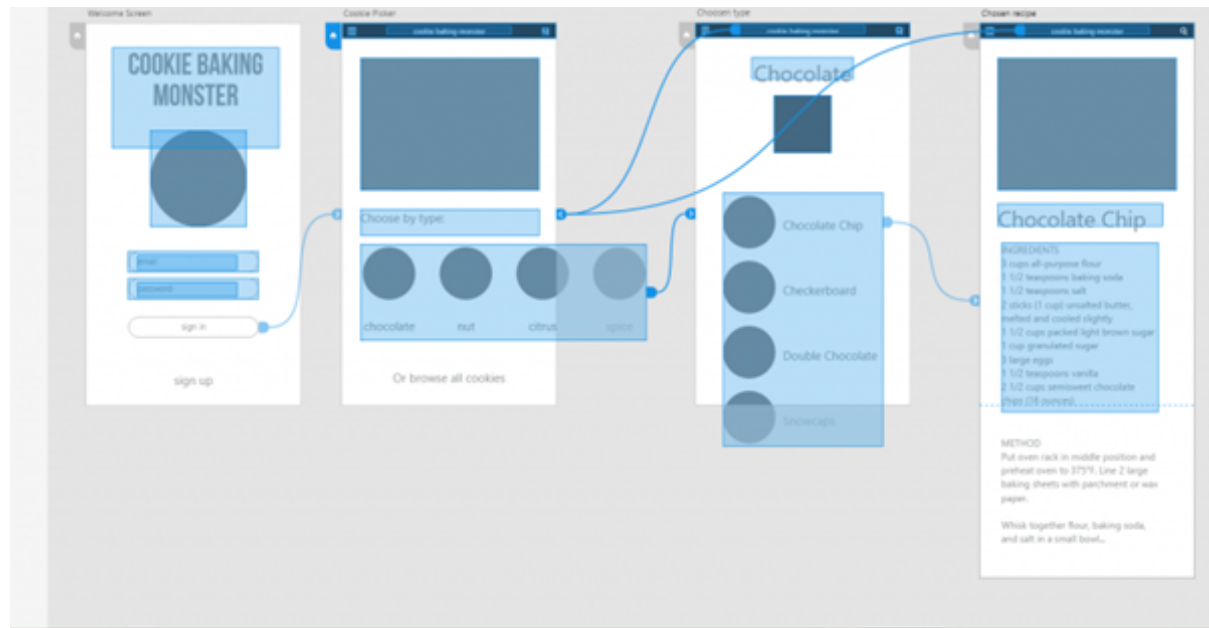 Welcome Screen
COOKIE BAKING
MONSTER
email
password
sign in
sign up
Cookie Picker
cookie baking monster
Choose by type:
chocolate
nut
citrus
spice
Or browse all cookies
Choosen type
cookie baking monster
Chocolate
Chocolate Chip
Checkerboard
Double Chocolate
Snowcaps
Chosen recipe
cookie baking monster
Chocolate Chip
INGREDIENTS
3 cups all-purpose flour
1 1/2 teaspoons baking soda
1 1/2 teaspoons salt
2 sticks (1 cup) unsalted butter,
melted and cooled slightly
1 1/2 cups packed light brown sugar
1 cup granulated sugar
3 large eggs
1 1/2 teaspoons vanilla
2 1/2 cups semisweet chocolate
chips (16 ounces)
METHOD
Put oven rack in middle position and
preheat oven to 375°F. Line 2 large
baking sheets with parchment or wax
paper.
Whisk together flour, baking soda,
and salt in a small bowl...